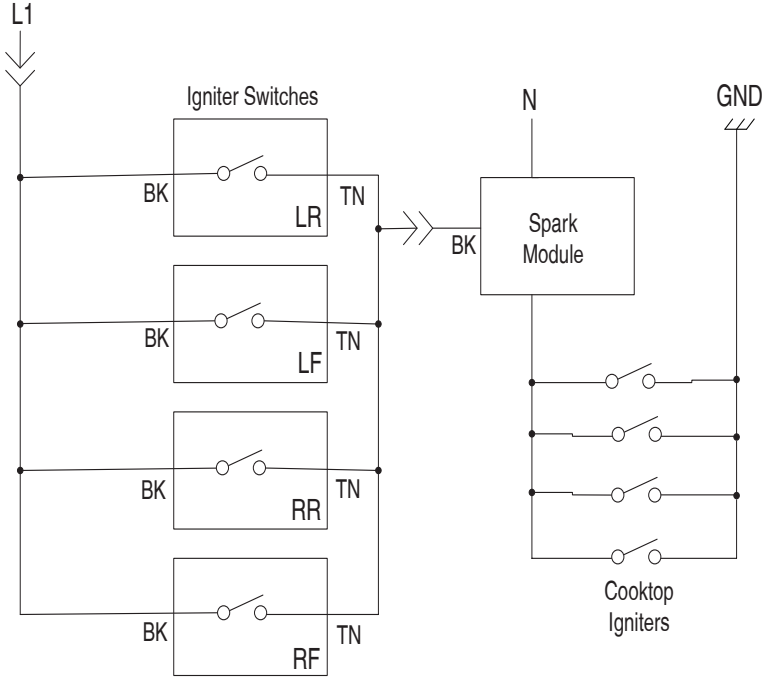 L1
Igniter Switches
N
GND
BK
LR
TN
BK
Spark
Module
BK
LF
TN
BK
RR
TN
Cooktop
Igniters
BK
RF
TN